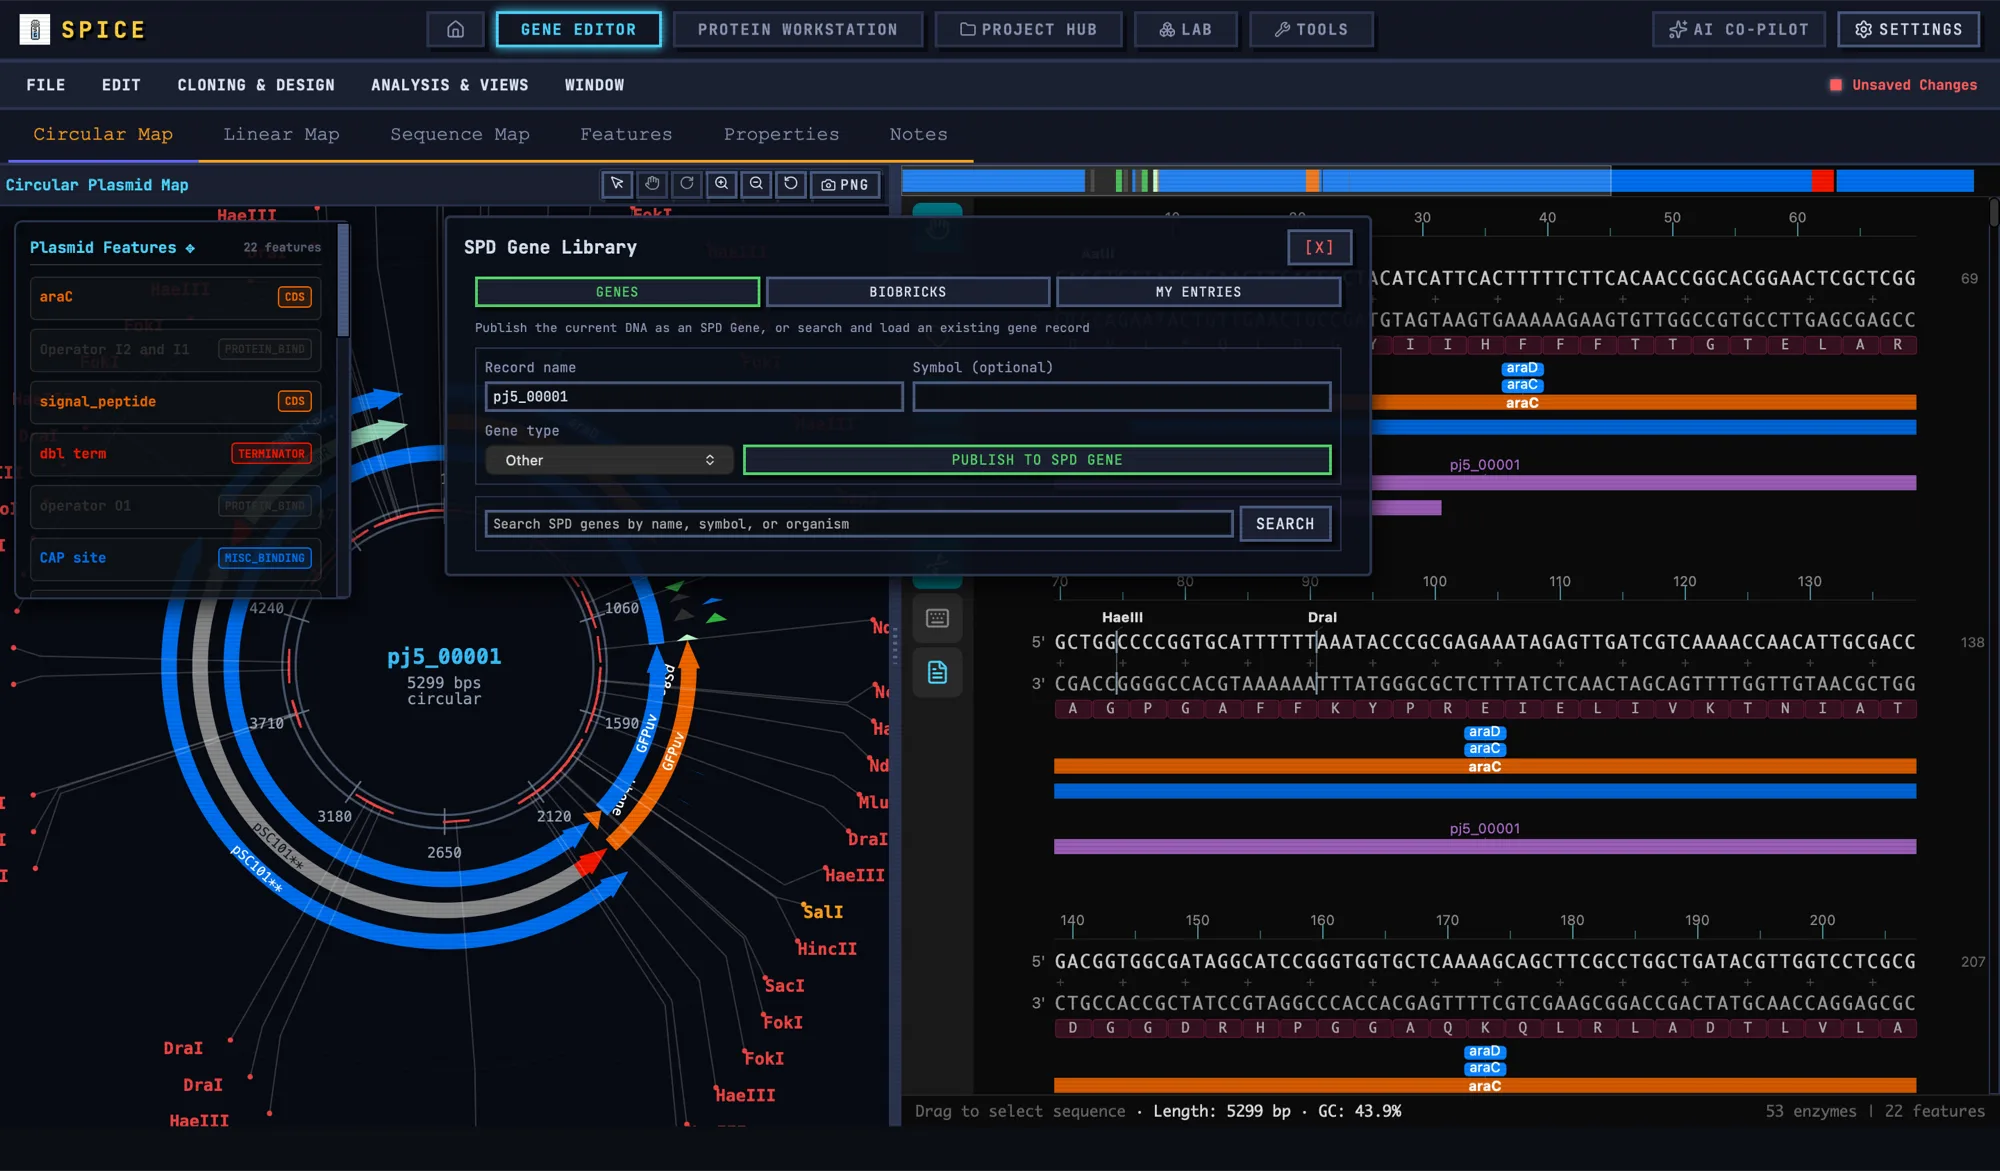 SPICE
GENE EDITOR
PROTEIN WORKSTATION
PROJECT HUB
LAB
TOOLS
AI CO-PILOT
SETTINGS
FILE
EDIT
CLONING & DESIGN
ANALYSIS & VIEWS
WINDOW
Unsaved Changes
Circular Map
Linear Map
Sequence Map
Features
Properties
Notes
Circular Plasmid Map
PNG
HaeIII
FokI
Plasmid Features
22 features
araC
CDS
Operator I2 and I1
PROTEIN_BIND
signal_peptide
CDS
dbl term
TERMINATOR
operator O1
PROTEIN_BIND
CAP site
MISC_BINDING
SPD Gene Library
[X]
GENES
BIOBRICKS
MY ENTRIES
Publish the current DNA as an SPD Gene, or search and load an existing gene record
Record name
Symbol (optional)
pj5_00001
Gene type
Other
PUBLISH TO SPD GENE
Search SPD genes by name, symbol, or organism
SEARCH
4240
1060
pj5_00001
5299 bps
circular
3710
1590
3180
2120
2650
GFPuv
GFPuv
pSC101**
pSC101**
DraI
HaeIII
SalI
HincII
SacI
FokI
FokI
HaeIII
DraI
DraI
HaeIII
30 40 50 60
ACATCATTCACTTTTTCTTCACAACCGGCACGGAACTCGCTCGG
69
TGTAGTAAGTGAAAAAGAAGTGTTGGCCGTGCCTTGAGCGAGCC
I I H F F F T T G T E L A R
araD
araC
araC
pj5_00001
70 80 90 100 110 120 130
HaeIII DraI
5' GCTGGCCCCGGTGCATTTTTTAAATACCCGCGAGAAATAGAGTTGATCGTCAAAACCAACATTGCGACC 138
3' CGACCGGGGCCACGTAAAAAATTTATGGGCGCTCTTTATCTCAACTAGCAGTTTTGGTTGTAACGCTGG
A G P G A F F K Y P R E I E L I V K T N I A T
araD
araC
araC
pj5_00001
140 150 160 170 180 190 200
5' GACGGTGGCGATAGGCATCCGGGTGGTGCTCAAAAGCAGCTTCGCCTGGCTGATACGTTGGTCCTCGCG 207
3' CTGCCACCGCTATCCGTAGGCCCACCACGAGTTTTCGTCGAAGCGGACCGACTATGCAACCAGGAGCGC
D G G D R H P G G A Q K Q L R L A D T L V L A
araD
araC
araC
Drag to select sequence · Length: 5299 bp · GC: 43.9%
53 enzymes | 22 features